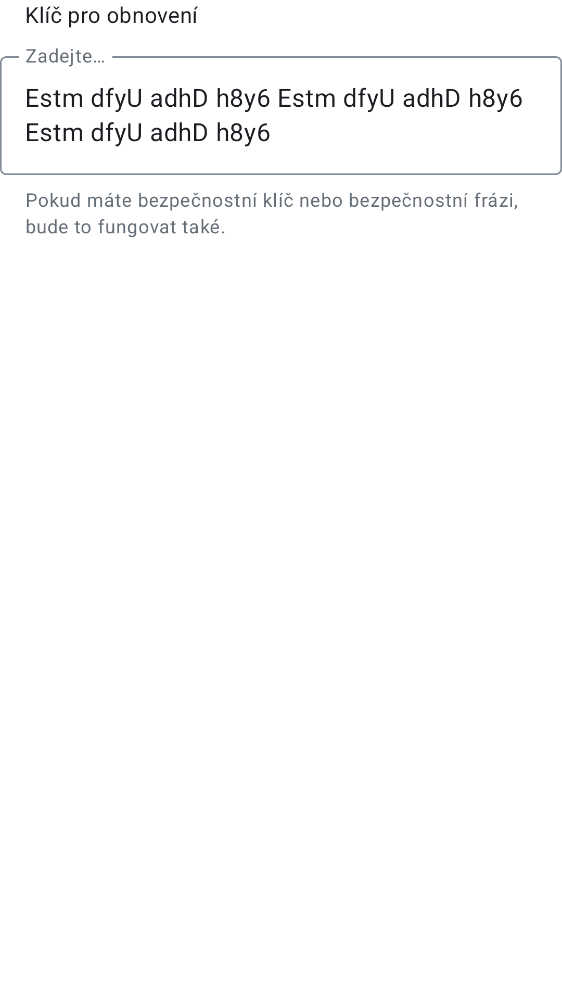 Klíč pro obnovení
Zadejte…
Estm dfyU adhD h8y6 Estm dfyU adhD h8y6
Estm dfyU adhD h8y6
Pokud máte bezpečnostní klíč nebo bezpečnostní frázi,
bude to fungovat také.